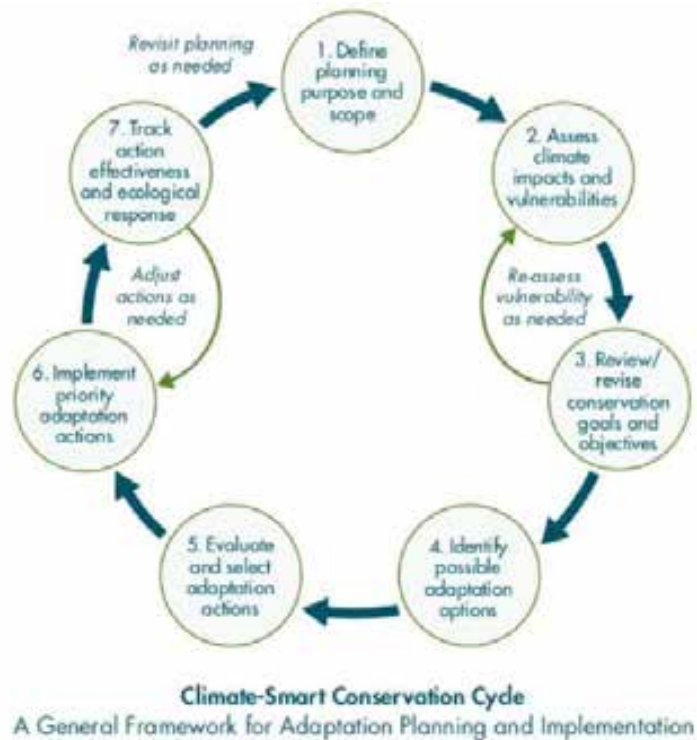 Revisit planning
as needed
1. Define
planning
purpose and
scope
2. Assess
climate
impacts and
vulnerabilities
Re-assess
vulnerability
as needed
3. Review/
revise
conservation
goals and
objectives
4. Identify
possible
adaptation
options
5. Evaluate
and select
adaptation
actions
6. Implement
priority
adaptation
actions
7. Track
action
effectiveness
and ecological
response
Adjust
actions as
needed
Climate-Smart Conservation Cycle
A General Framework for Adaptation Planning and Implementation